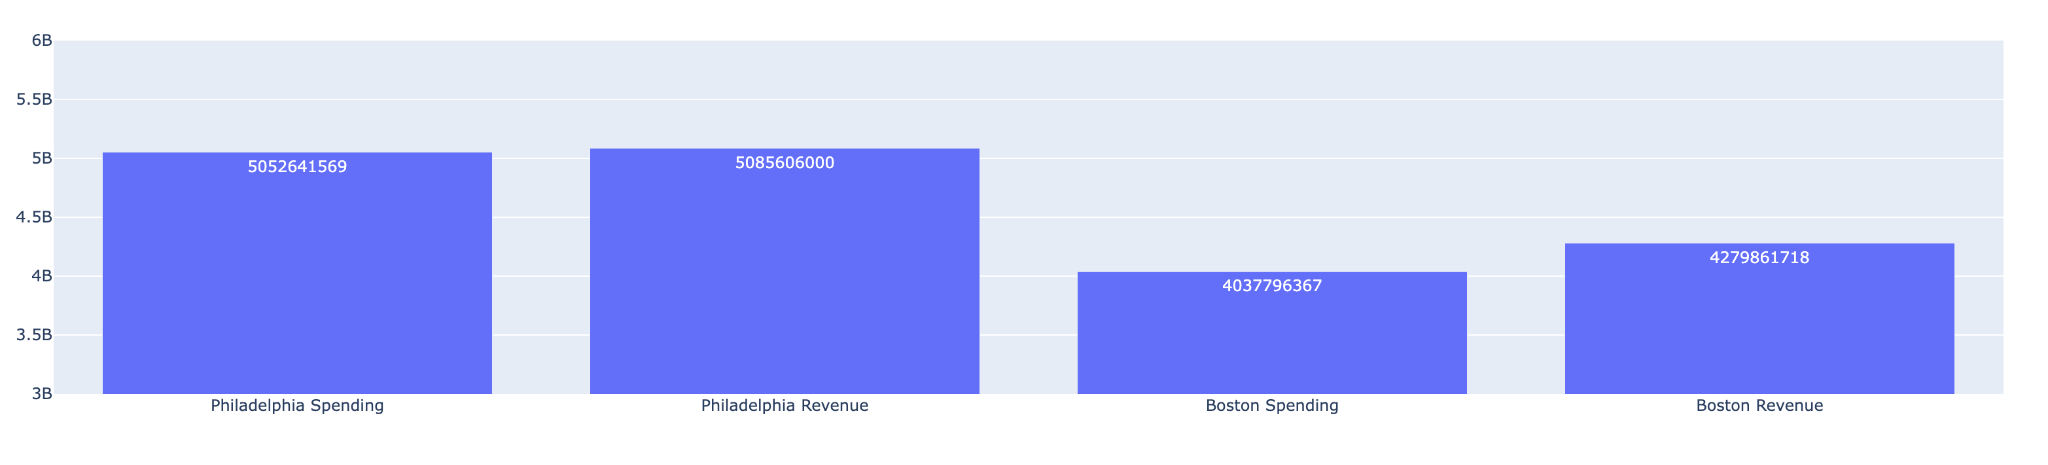 6B
5.5B
5B
4.5B
4B
3.5B
3B
5052641569
5085606000
4037796367
4279861718
Philadelphia Spending
Philadelphia Revenue
Boston Spending
Boston Revenue